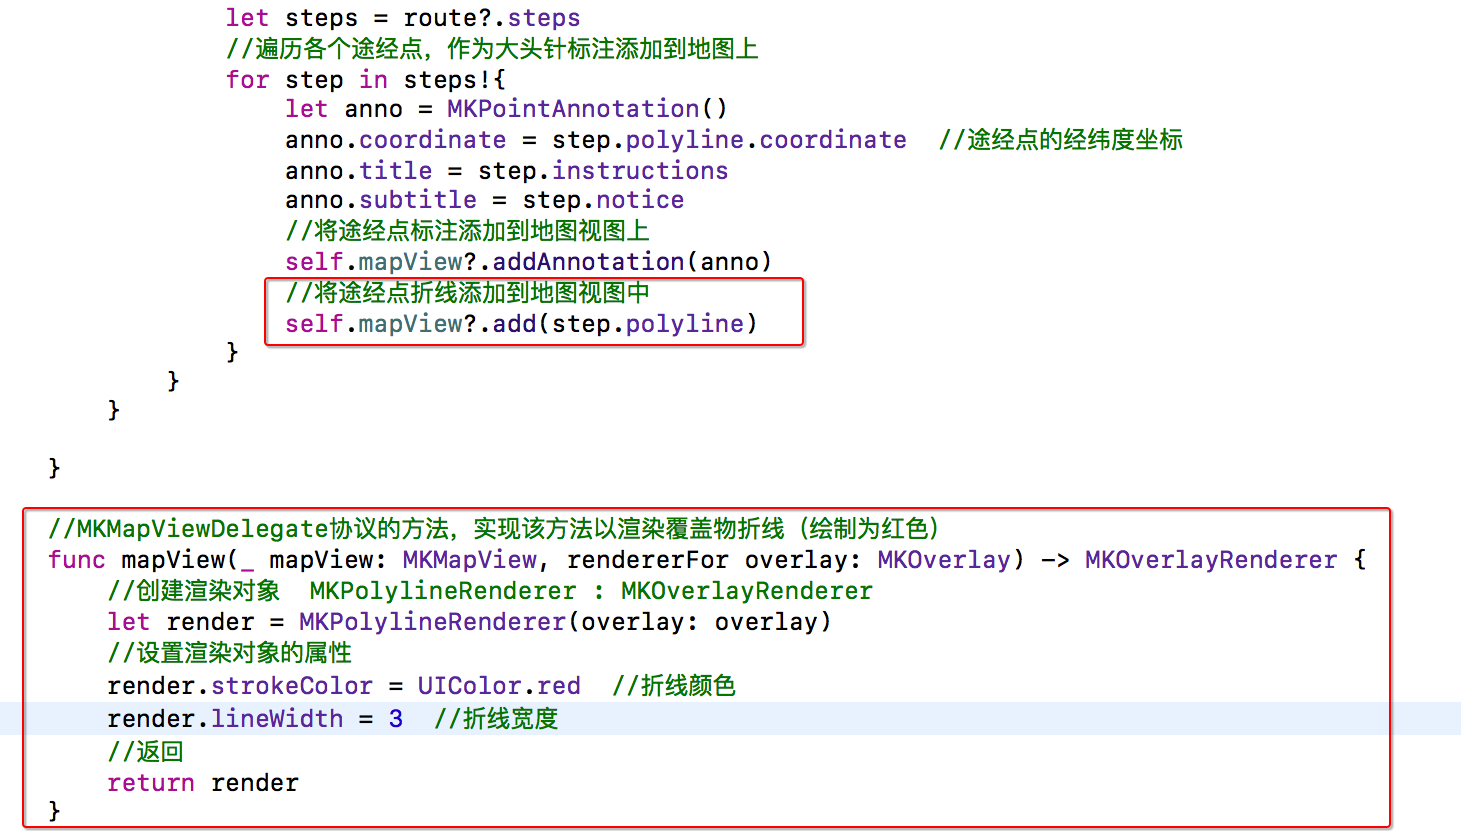 let steps = route?.steps
//遍历各个途经点，作为大头针标注添加到地图上
for step in steps!{
let anno = MKPointAnnotation()
anno.coordinate = step.polyline.coordinate  //途经点的经纬度坐标
anno.title = step.instructions
anno.subtitle = step.notice
//将途经点标注添加到地图视图上
self.mapView?.addAnnotation(anno)
//将途经点折线添加到地图视图中
self.mapView?.add(step.polyline)
}
}
}
}
//MKMapViewDelegate协议的方法，实现该方法以渲染覆盖物折线（绘制为红色）
func mapView(_ mapView: MKMapView, rendererFor overlay: MKOverlay) -> MKOverlayRenderer {
//创建渲染对象  MKPolylineRenderer : MKOverlayRenderer
let render = MKPolylineRenderer(overlay: overlay)
//设置渲染对象的属性
render.strokeColor = UIColor.red  //折线颜色
render.lineWidth = 3  //折线宽度
//返回
return render
}